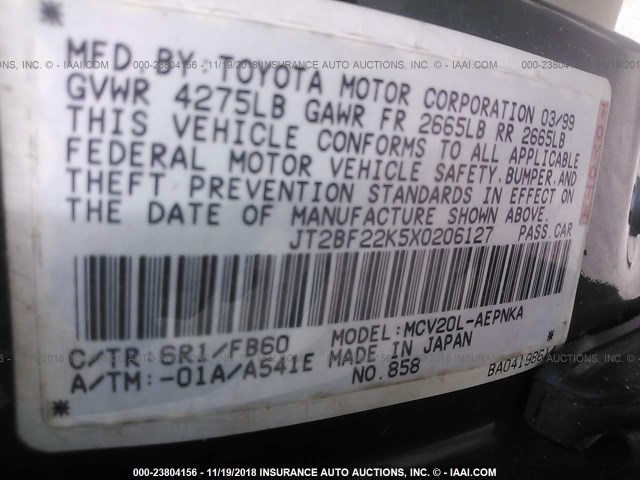 MFD. BY: TOYOTA MOTOR CORPORATION 03/99
GVWR 4275LB GAWR FR 2665LB RR 2665LB
THIS VEHICLE CONFORMS TO ALL APPLICABLE
FEDERAL MOTOR VEHICLE SAFETY, BUMPER, AND
THEFT PREVENTION STANDARDS IN EFFECT ON
THE DATE OF MANUFACTURE SHOWN ABOVE.
JT2BF22K5X0206127 PASS.CAR
C/TR: 6R1/FB60 MODEL: MCV20L-AEPNKA
A/TM: -01A/A541E MADE IN JAPAN
NO.858
000-23804156 - 11/19/2018 INSURANCE AUTO AUCTIONS, INC. - © IAAI.COM